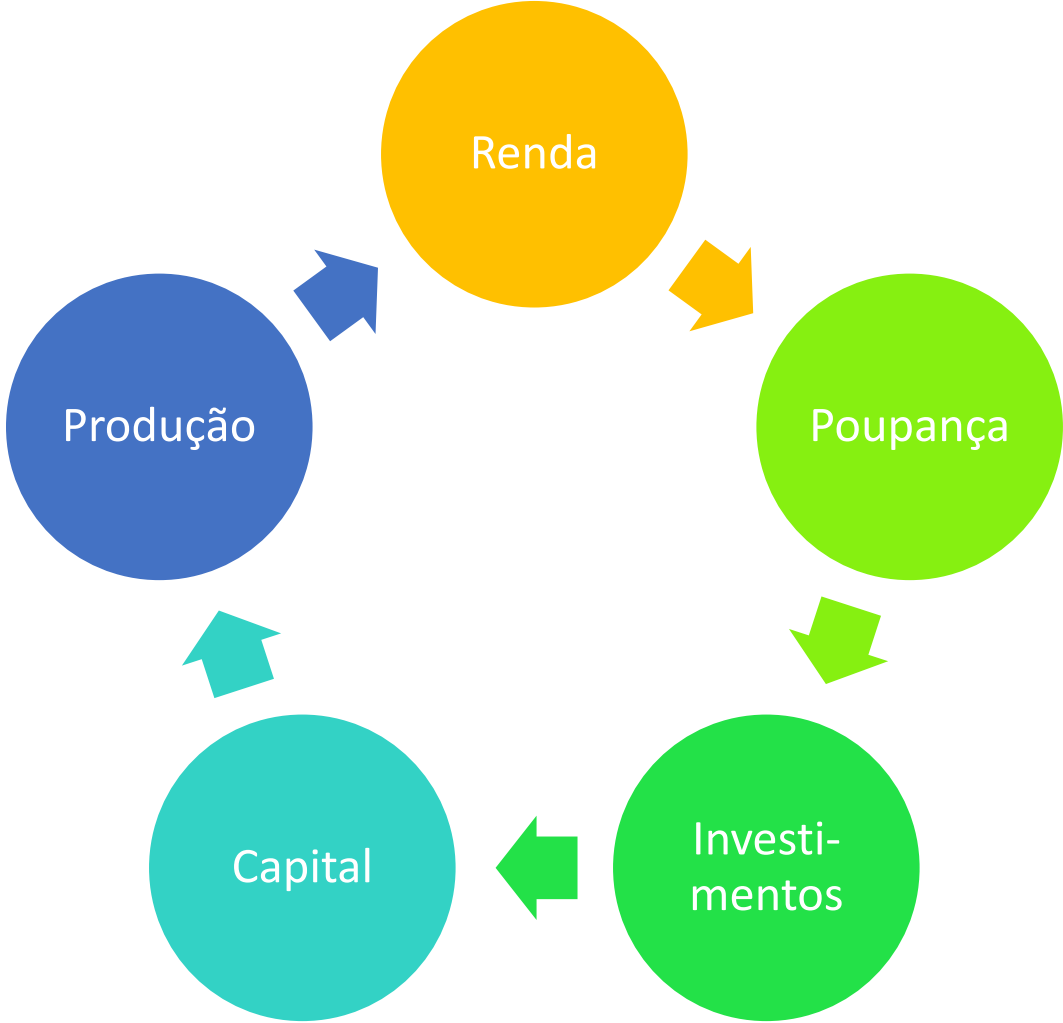 Renda
Poupança
Investi-
mentos
Capital
Produção